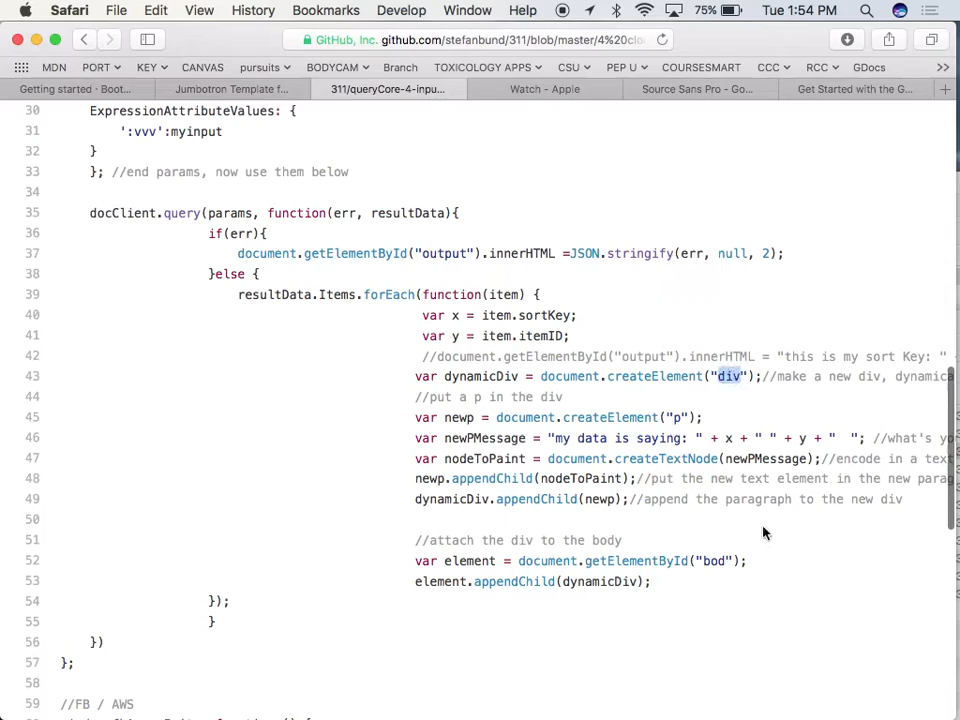 Safari File Edit View History Bookmarks Develop Window Help 75% Tue 1:54 PM
GitHub, Inc. github.com/stefanbund/311/blob/master/4%20clo
MDN PORT KEY CANVAS pursuits BODYCAM Branch TOXICOLOGY APPS CSU PEP U COURSESMART CCC RCC GDocs
Getting started · Boot... Jumbotron Template f... 311/queryCore-4-inpu... Watch - Apple Source Sans Pro - Go... Get Started with the G...
30 ExpressionAttributeValues: {
31 ':vvv':myinput
32 }
33 }; //end params, now use them below
34
35 docClient.query(params, function(err, resultData){
36 if(err){
37 document.getElementById("output").innerHTML =JSON.stringify(err, null, 2);
38 }else {
39 resultData.Items.forEach(function(item) {
40 var x = item.sortKey;
41 var y = item.itemID;
42 //document.getElementById("output").innerHTML = "this is my sort Key: "
43 var dynamicDiv = document.createElement("div");//make a new div, dynamica
44 //put a p in the div
45 var newp = document.createElement("p");
46 var newPMessage = "my data is saying: " + x + " " + y + "  "; //what's yo
47 var nodeToPaint = document.createTextNode(newPMessage);//encode in a text
48 newp.appendChild(nodeToPaint);//put the new text element in the new parag
49 dynamicDiv.appendChild(newp);//append the paragraph to the new div
50
51 //attach the div to the body
52 var element = document.getElementById("bod");
53 element.appendChild(dynamicDiv);
54 });
55 }
56 })
57 };
58
59 //FB / AWS